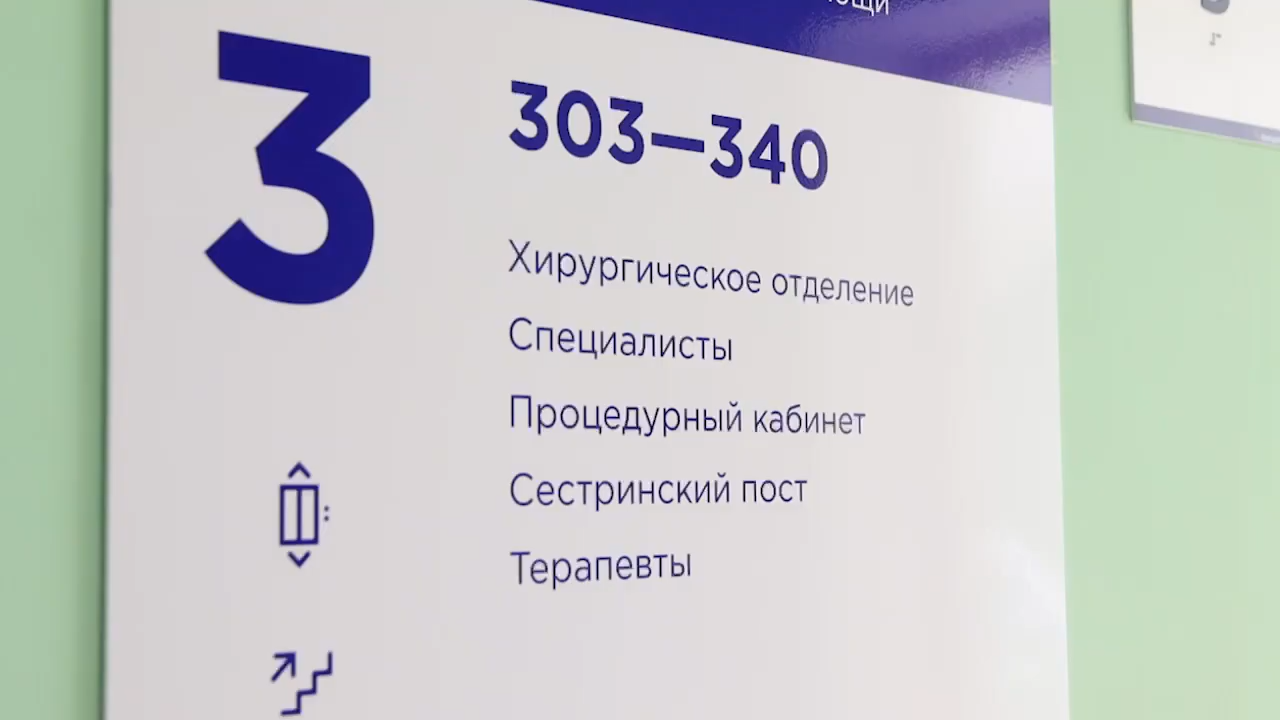 3
303—340
Хирургическое отделение
Специалисты
Процедурный кабинет
Сестринский пост
Терапевты